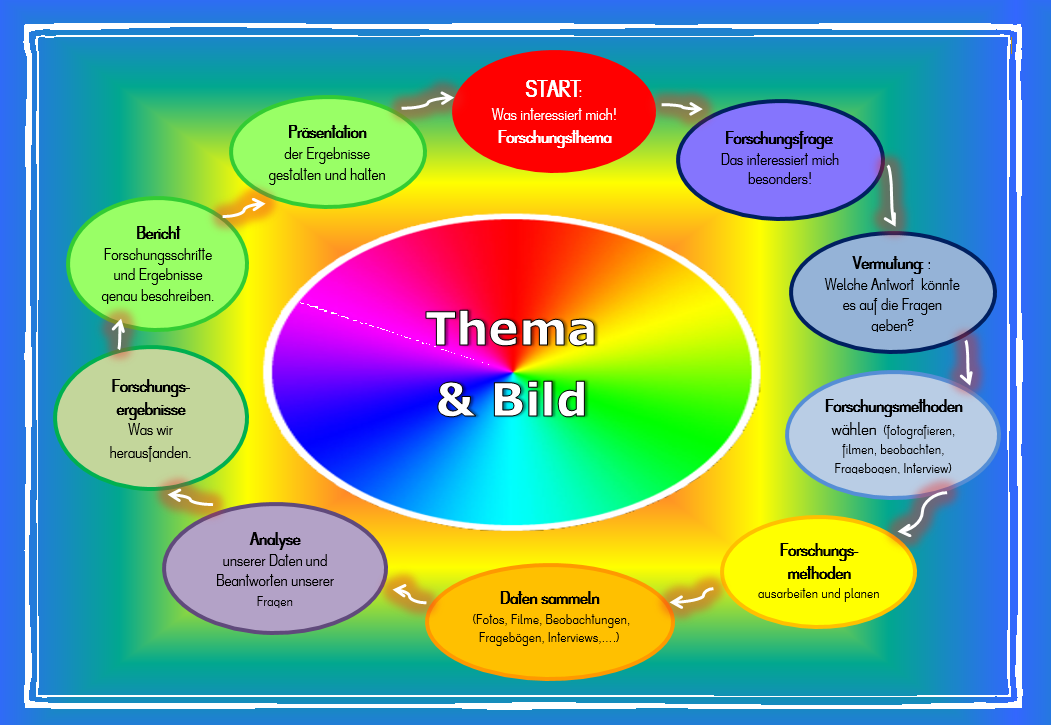 START:
Was interessiert mich!
Forschungsthema
Forschungsfrage
Das interessiert mich
besonders!
Vermutung: :
Welche Antwort könnte
es auf die Fragen
geben?
Forschungsmethoden
wählen (fotografieren,
filmen, beobachten,
Fragebogen, Interview)
Forschungs-
methoden
ausarbeiten und planen
Daten sammeln
(Fotos, Filme, Beobachtungen,
Fragebögen, Interviews,....)
Analyse
unserer Daten und
Beantworten unserer
Fragen
Forschungs-
ergebnisse
Was wir
herausfanden.
Bericht
Forschungsschritte
und Ergebnisse
genau beschreiben.
Präsentation
der Ergebnisse
gestalten und halten
Thema
& Bild